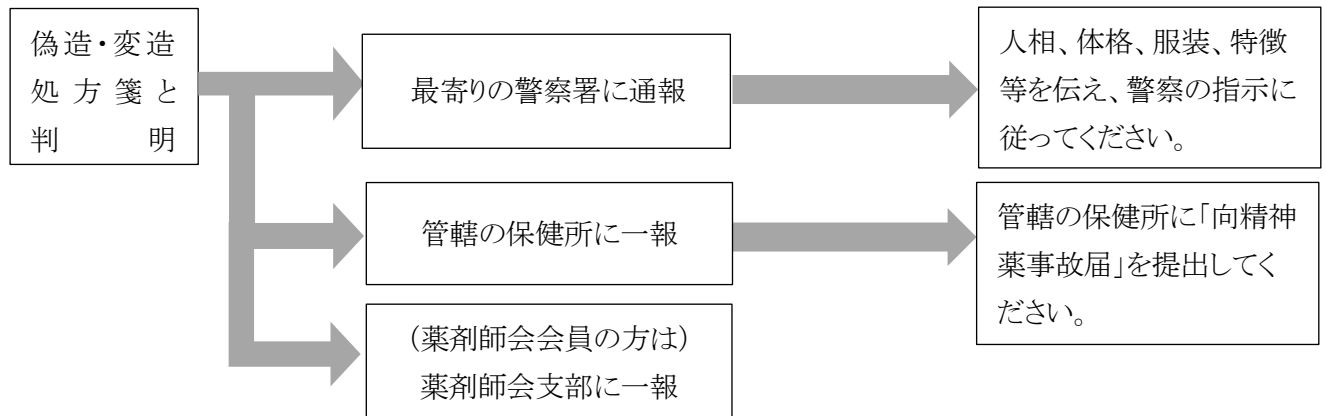 偽造・変造
処方箋と
判明
最寄りの警察署に通報
人相、体格、服装、特徴
等を伝え、警察の指示に
従ってください。
管轄の保健所に一報
管轄の保健所に「向精神
薬事故届」を提出してく
ださい。
(薬剤師会会員の方は)
薬剤師会支部に一報